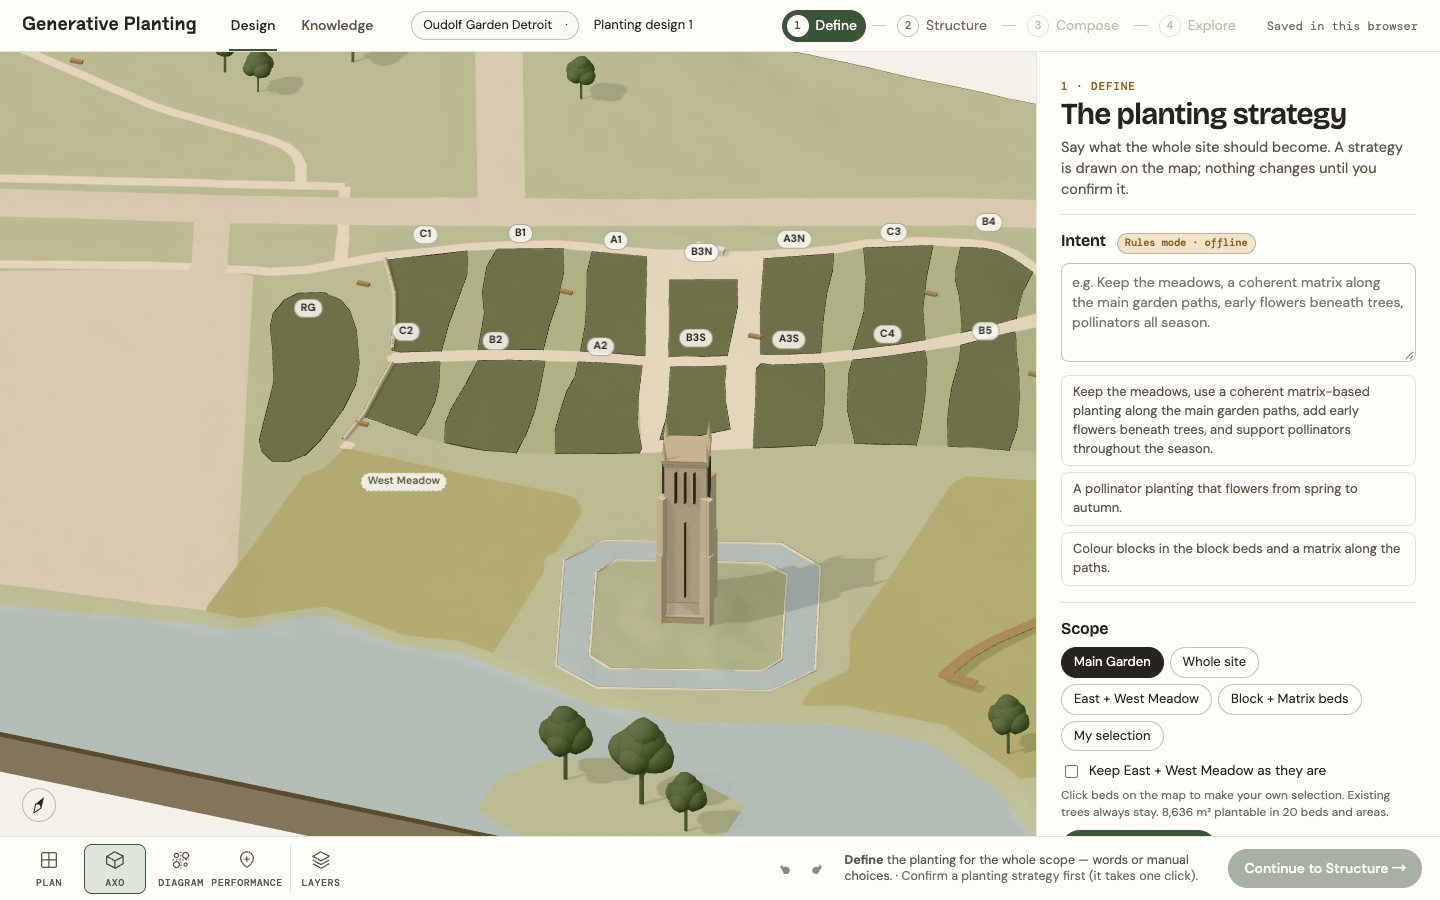 Generative Planting
Design
Knowledge
Oudolf Garden Detroit ·
Planting design 1
1 Define
2 Structure
3 Compose
4 Explore
Saved in this browser
C1
B1
A1
B3N
A3N
C3
B4
RG
C2
B2
A2
B3S
A3S
C4
B5
West Meadow
1 · DEFINE
The planting strategy
Say what the whole site should become. A strategy
is drawn on the map; nothing changes until you
confirm it.
Intent
Rules mode · offline
e.g. Keep the meadows, a coherent matrix along
the main garden paths, early flowers beneath trees,
pollinators all season.
Keep the meadows, use a coherent matrix-based
planting along the main garden paths, add early
flowers beneath trees, and support pollinators
throughout the season.
A pollinator planting that flowers from spring to
autumn.
Colour blocks in the block beds and a matrix along the
paths.
Scope
Main Garden
Whole site
East + West Meadow
Block + Matrix beds
My selection
Keep East + West Meadow as they are
Click beds on the map to make your own selection. Existing
trees always stay. 8,636 m² plantable in 20 beds and areas.
PLAN
AXO
DIAGRAM
PERFORMANCE
LAYERS
Define the planting for the whole scope — words or manual
choices. · Confirm a planting strategy first (it takes one click).
Continue to Structure →